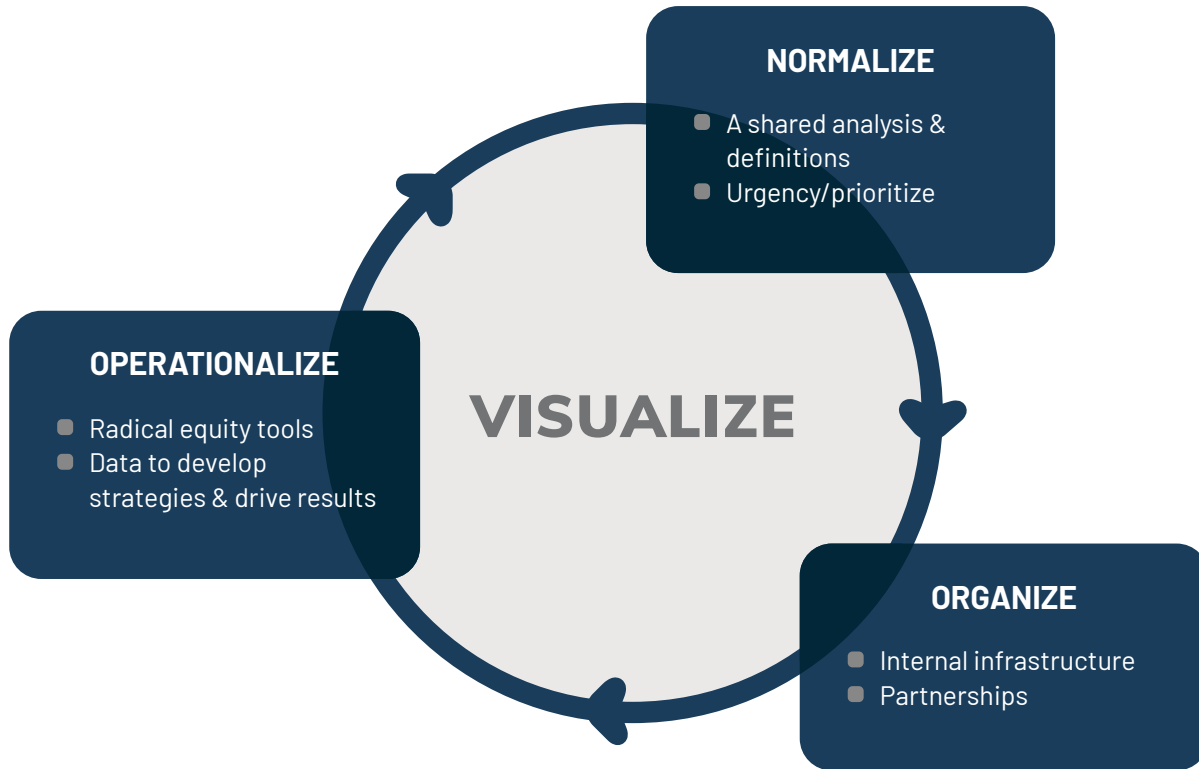 NORMALIZE
A shared analysis &
definitions
Urgency/prioritize
OPERATIONALIZE
Radical equity tools
Data to develop
strategies & drive results
VISUALIZE
ORGANIZE
Internal infrastructure
Partnerships